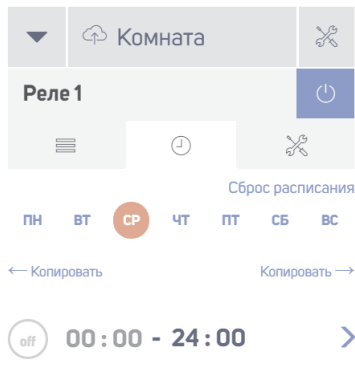 Комната
Реле 1
Сброс расписания
ПН ВТ СР ЧТ ПТ СБ ВС
← Копировать Копировать →
off 00:00 - 24:00